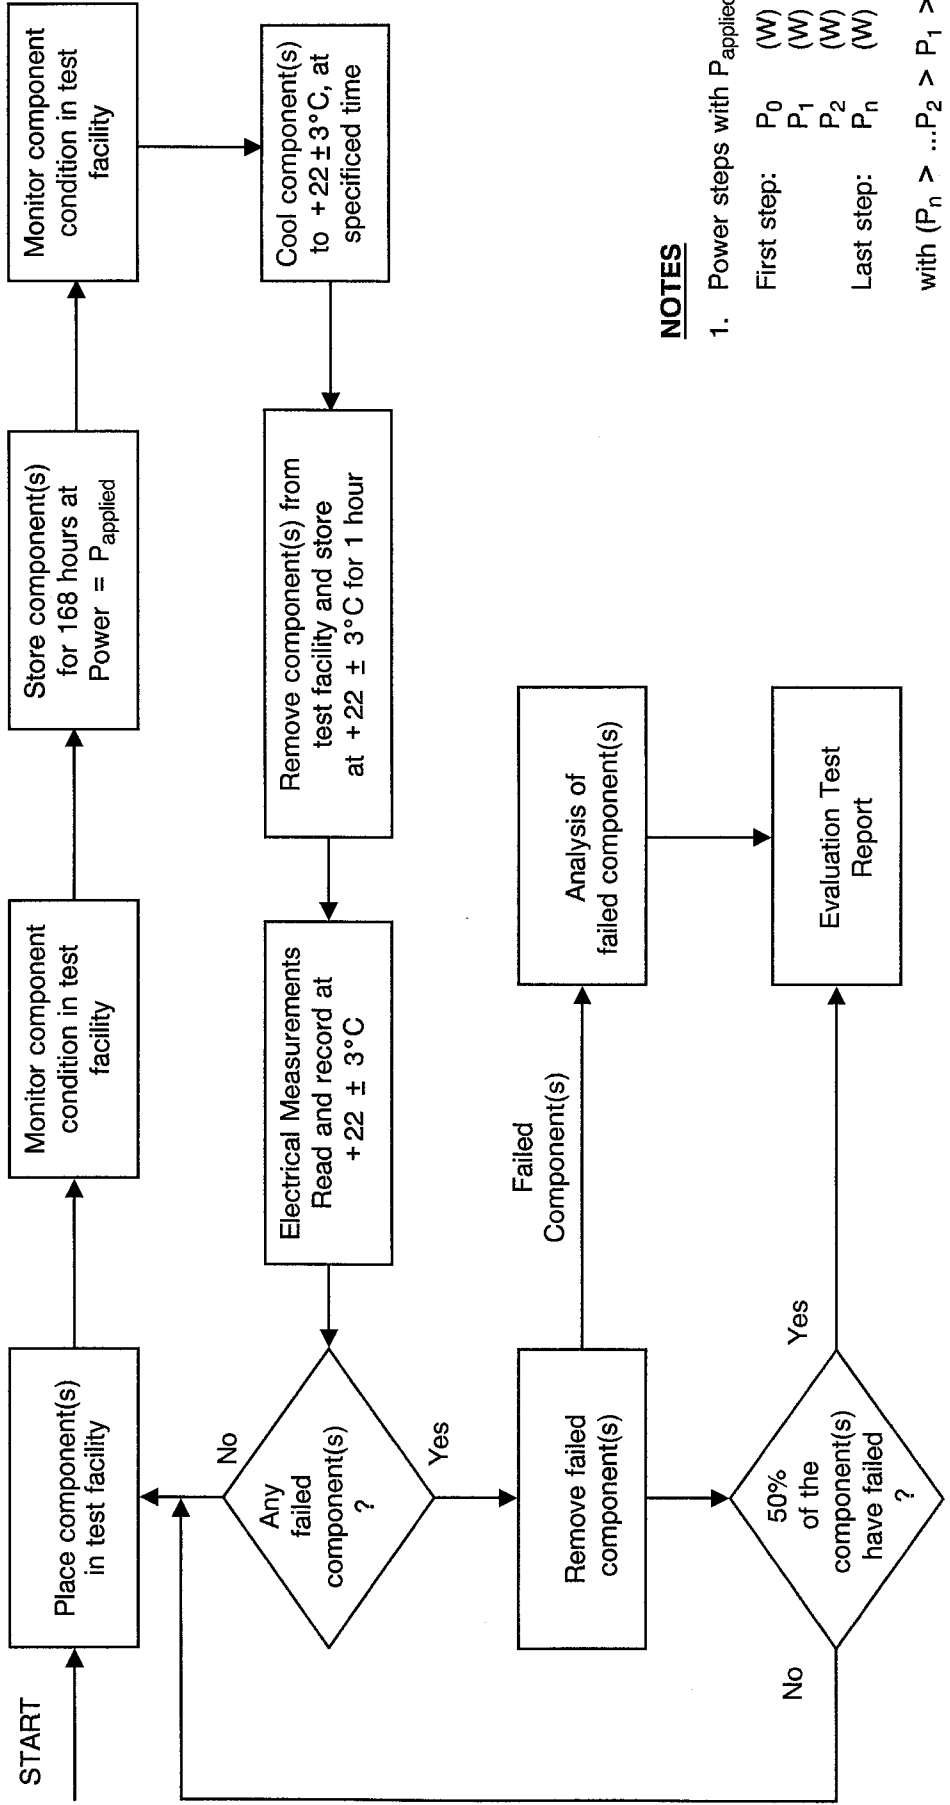 START
Place component(s)
in test facility
Monitor component
condition in test
facility
Store component(s)
for 168 hours at
Power = Papplied
Monitor component
condition in test
facility
Cool component(s)
to +22 ± 3°C, at
specificed time
Remove component(s) from
test facility and store
at +22 ± 3°C for 1 hour
Electrical Measurements
Read and record at
+22 ± 3°C
Any
failed
component(s)
?
No
Yes
Remove failed
component(s)
Failed
Component(s)
Analysis of
failed component(s)
50%
of the
component(s)
have failed
?
No
Yes
Evaluation Test
Report
NOTES
1. Power steps with Papplied
First step: P0 (W)
P1 (W)
P2 (W)
Last step: Pn (W)
with (Pn > ...P2 > P1 >